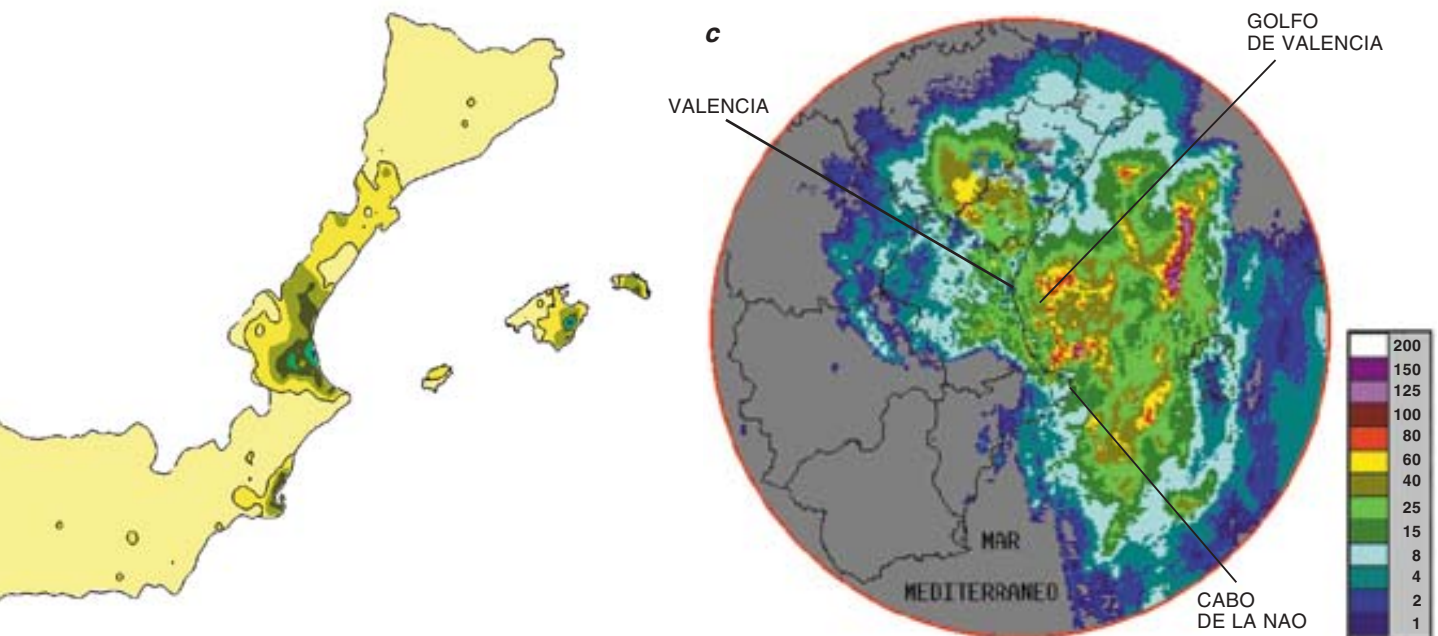 c
GOLFO
DE VALENCIA
VALENCIA
MAR
MEDITERRANEO
CABO
DE LA NAO
200
150
125
100
80
60
40
25
15
8
4
2
1